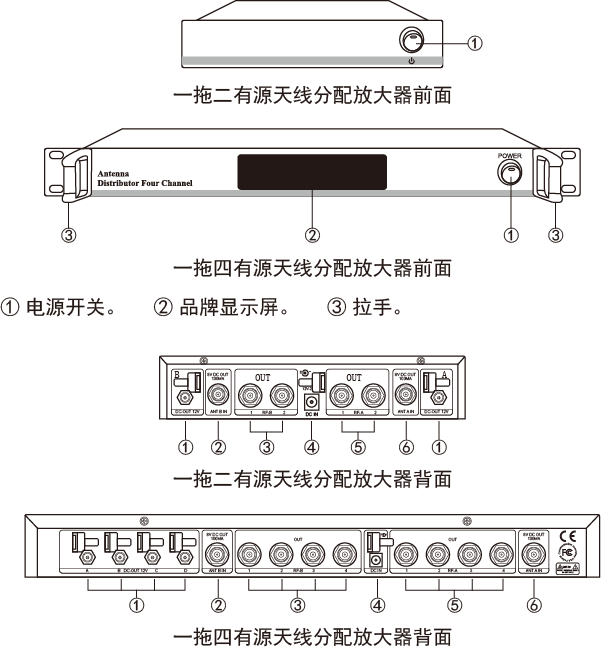 ①
一拖二有源天线分配放大器前面
Antenna
Distributor Four Channel
POWER
③ ② ① ③
一拖四有源天线分配放大器前面
① 电源开关。 ② 品牌显示屏。 ③ 拉手。
B 8V DC OUT 100MA OUT OUT 8V DC OUT 100MA A
DC-OUT 12V ANT B IN 1 RF-B 2 DC IN 1 RF-A 2 ANT A IN DC-OUT 12V
① ② ③ ④ ⑤ ⑥ ①
一拖二有源天线分配放大器背面
8V DC OUT 100MA OUT OUT 8V DC OUT 100MA CE
FC
A B DC-OUT 12V C D ANT B IN 1 2 RF-B 3 4 DC IN 1 2 RF-A 3 4 ANT A IN
① ② ③ ④ ⑤ ⑥
一拖四有源天线分配放大器背面